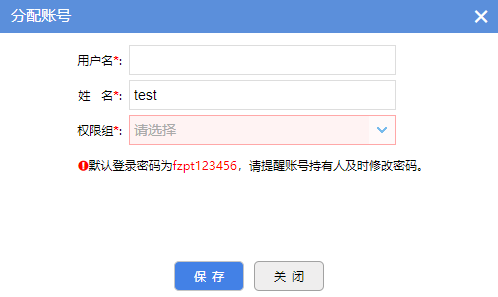 分配账号
用户名*:
姓 名*: test
权限组*: 请选择
默认登录密码为fzpt123456，请提醒账号持有人及时修改密码。
保 存 关 闭